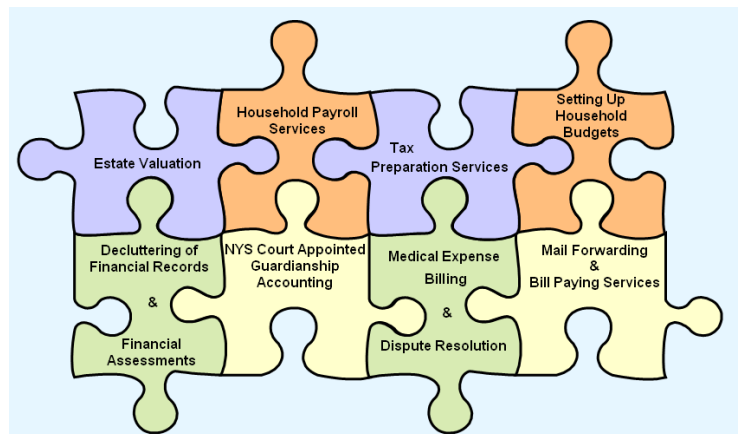 Estate Valuation
Household Payroll
Services
Tax
Preparation Services
Setting Up
Household
Budgets
Decluttering of
Financial Records
&
Financial
Assessments
NYS Court Appointed
Guardianship
Accounting
Medical Expense
Billing
&
Dispute Resolution
Mail Forwarding
&
Bill Paying Services